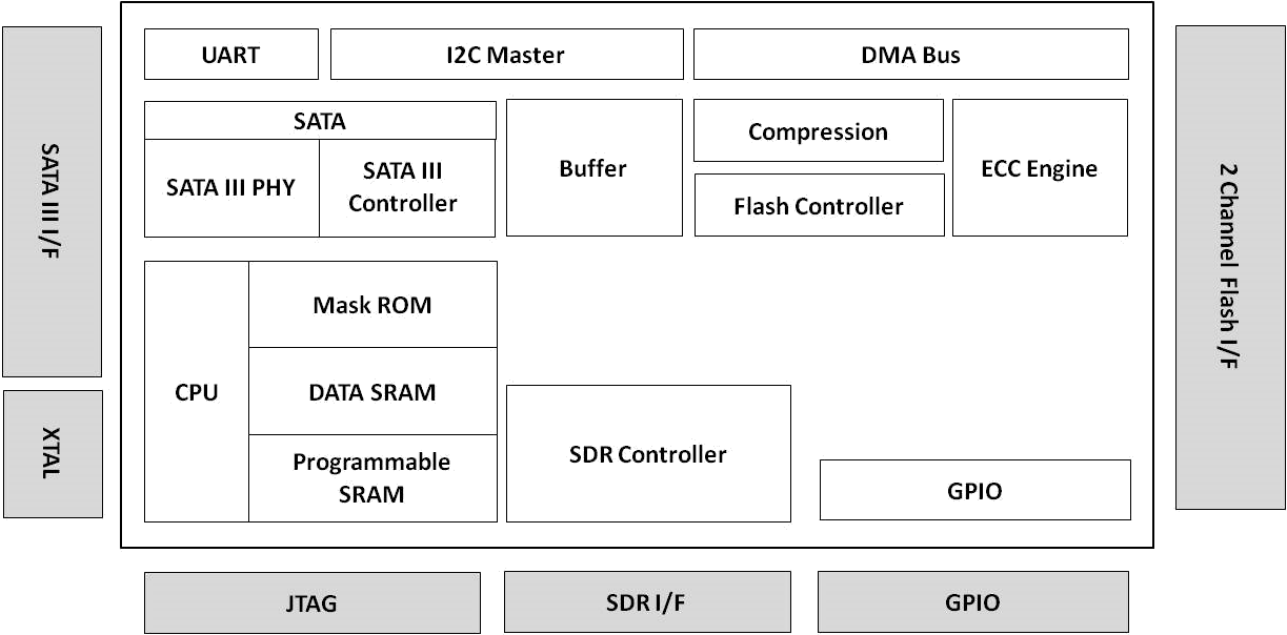 UART
I2C Master
DMA Bus
SATA
SATA III PHY
SATA III
Controller
Buffer
Compression
Flash Controller
ECC Engine
SATA III I/F
XTAL
CPU
Mask ROM
DATA SRAM
Programmable
SRAM
SDR Controller
GPIO
2 Channel Flash I/F
JTAG
SDR I/F
GPIO